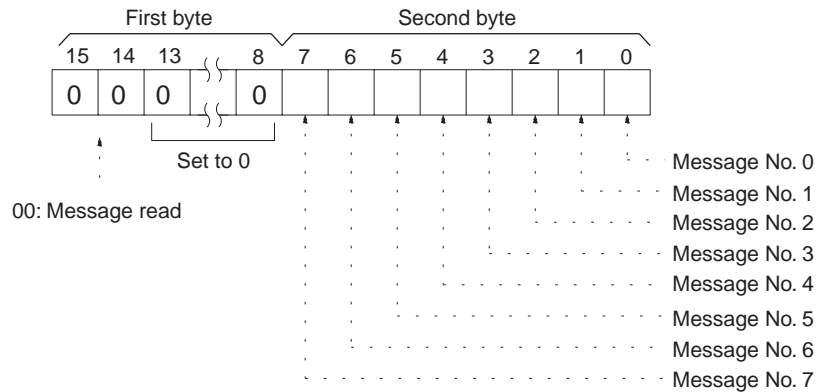 First byte Second byte
15 14 13 8 7 6 5 4 3 2 1 0
0 0 0 0
Set to 0
00: Message read
Message No. 0
Message No. 1
Message No. 2
Message No. 3
Message No. 4
Message No. 5
Message No. 6
Message No. 7